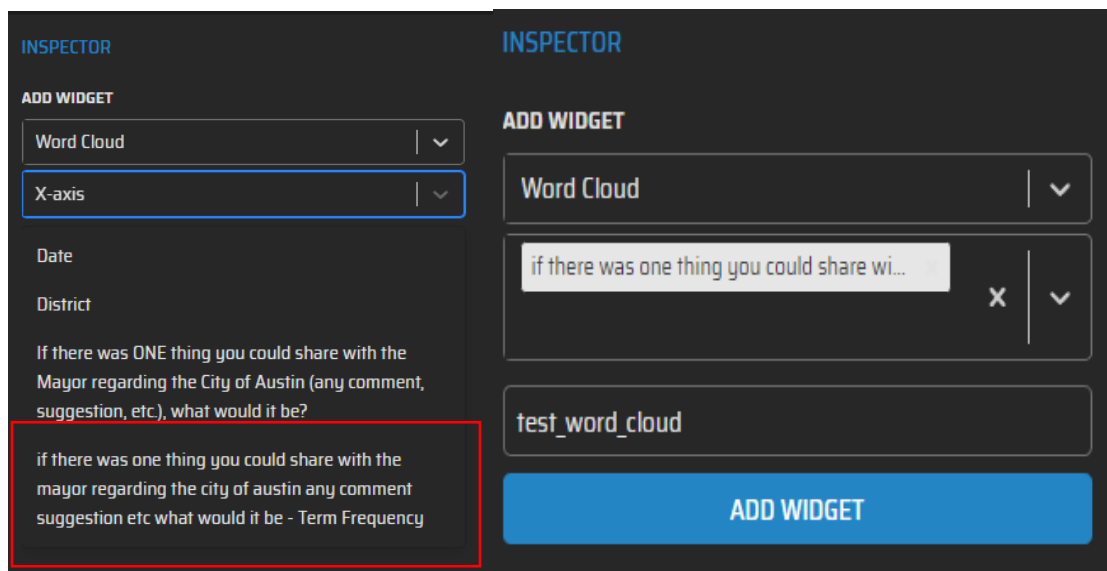 INSPECTOR
ADD WIDGET
Word Cloud
X-axis
Date
District
If there was ONE thing you could share with the
Mayor regarding the City of Austin (any comment,
suggestion, etc.), what would it be?
if there was one thing you could share with the
mayor regarding the city of austin any comment
suggestion etc what would it be - Term Frequency
INSPECTOR
ADD WIDGET
Word Cloud
if there was one thing you could share wi...
test_word_cloud
ADD WIDGET